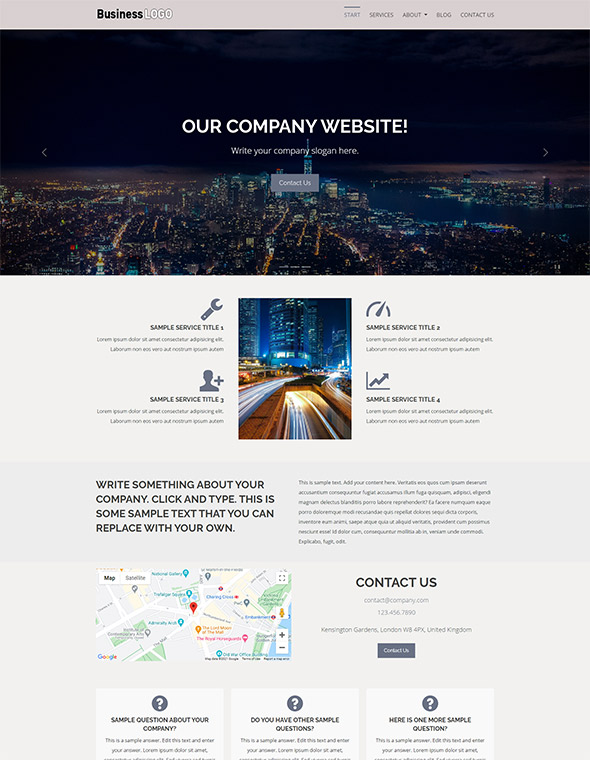 Business LOGO
START SERVICES ABOUT BLOG CONTACT US
OUR COMPANY WEBSITE!
Write your company slogan here.
Contact Us
SAMPLE SERVICE TITLE 1
Lorem ipsum dolor sit amet consectetur adipisicing elit.
Laborum non eos vero aut nostrum ipsum autem
SAMPLE SERVICE TITLE 2
Lorem ipsum dolor sit amet consectetur adipisicing elit.
Laborum non eos vero aut nostrum ipsum autem
SAMPLE SERVICE TITLE 3
Lorem ipsum dolor sit amet consectetur adipisicing elit.
Laborum non eos vero aut nostrum ipsum autem
SAMPLE SERVICE TITLE 4
Lorem ipsum dolor sit amet consectetur adipisicing elit.
Laborum non eos vero aut nostrum ipsum autem
WRITE SOMETHING ABOUT YOUR
COMPANY. CLICK AND TYPE. THIS IS
SOME SAMPLE TEXT THAT YOU CAN
REPLACE WITH YOUR OWN.
This is sample text. Add your content here. Veritatis eos quos cum ipsum deserunt
accusantium consequuntur fugiat accusamus illum fuga quisquam, adipisci, eligendi
magnam delectus blanditiis porro labore reprehenderit? Ea facere numquam eaque
porro doloremque modi recusandae quis repellat dolores sequi dicta corporis,
inventore eum animi, saepe atque quia ut aliquid veritatis, provident cum possimus
nesciunt esse! Id dolor cum, consequuntur mollitia ab in, veniam unde commodi.
Explicabo, fugit, odit.
Map Satellite
National Gallery
Trafalgar Square
Charing Cross
Admiralty Arch
Embankment
Institute of
Contemporary Arts
The Lord Moon
of The Mall
The Royal Horseguards
Old War Office Building
Google
Map Data ©2021 Google Terms of Use Report a map error
CONTACT US
contact@company.com
123.456.7890
Kensington Gardens, London W8 4PX, United Kingdom
Contact Us
SAMPLE QUESTION ABOUT YOUR
COMPANY?
This is a sample answer. Edit this text and enter
your answer. Lorem ipsum dolor sit amet,
DO YOU HAVE OTHER SAMPLE
QUESTIONS?
This is a sample answer. Edit this text and enter
your answer. Lorem ipsum dolor sit amet,
HERE IS ONE MORE SAMPLE
QUESTION?
This is a sample answer. Edit this text and enter
your answer. Lorem ipsum dolor sit amet,